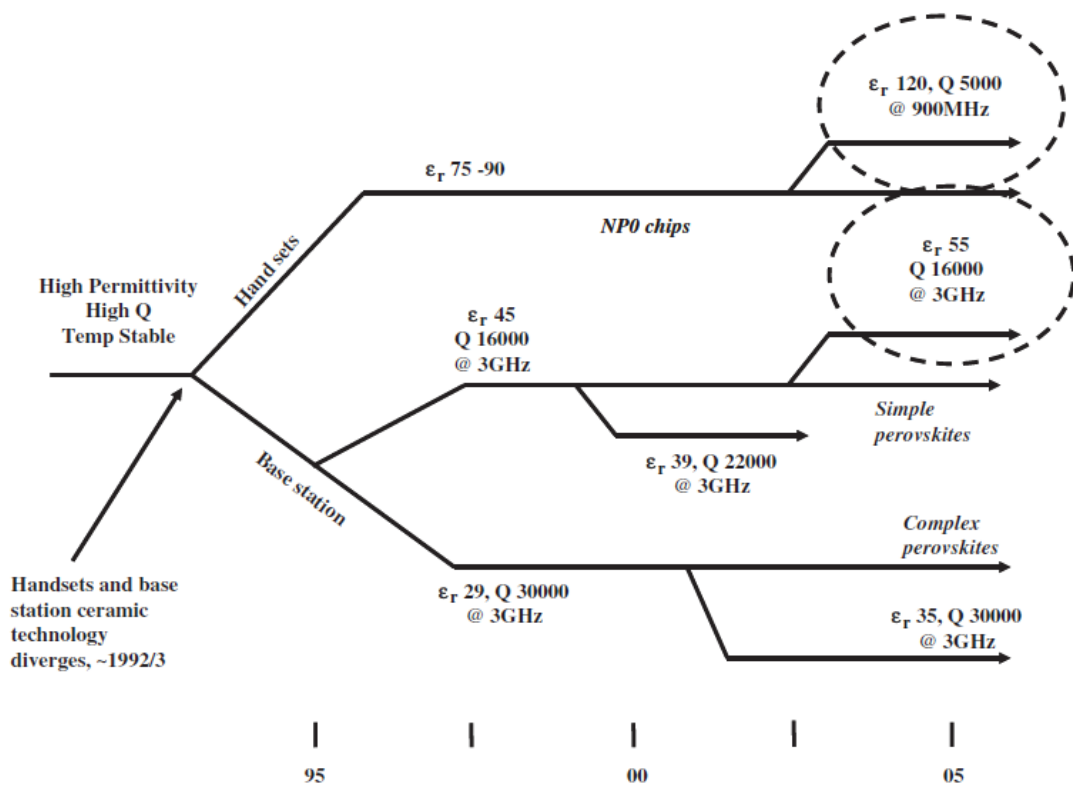 εr 120, Q 5000
@ 900MHz
εr 75 -90
NP0 chips
Hand sets
High Permittivity
High Q
Temp Stable
εr 55
Q 16000
@ 3GHz
εr 45
Q 16000
@ 3GHz
Simple
perovskites
εr 39, Q 22000
@ 3GHz
Base station
Complex
perovskites
Handsets and base
station ceramic
technology
diverges, ~1992/3
εr 29, Q 30000
@ 3GHz
εr 35, Q 30000
@ 3GHz
95
00
05